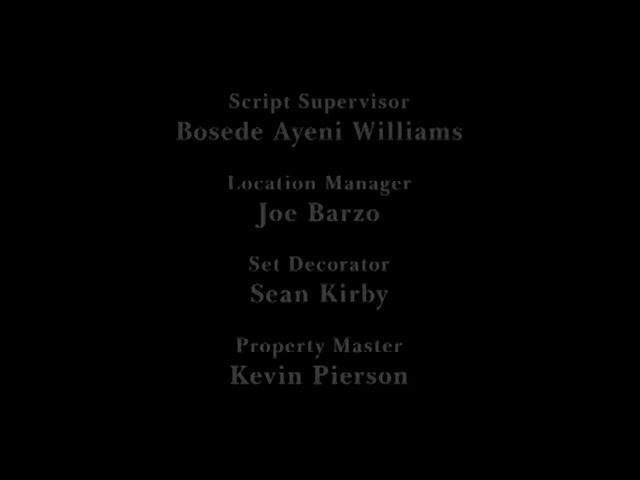 Script Supervisor
Bosede Ayeni Williams
Location Manager
Joe Barzo
Set Decorator
Sean Kirby
Property Master
Kevin Pierson